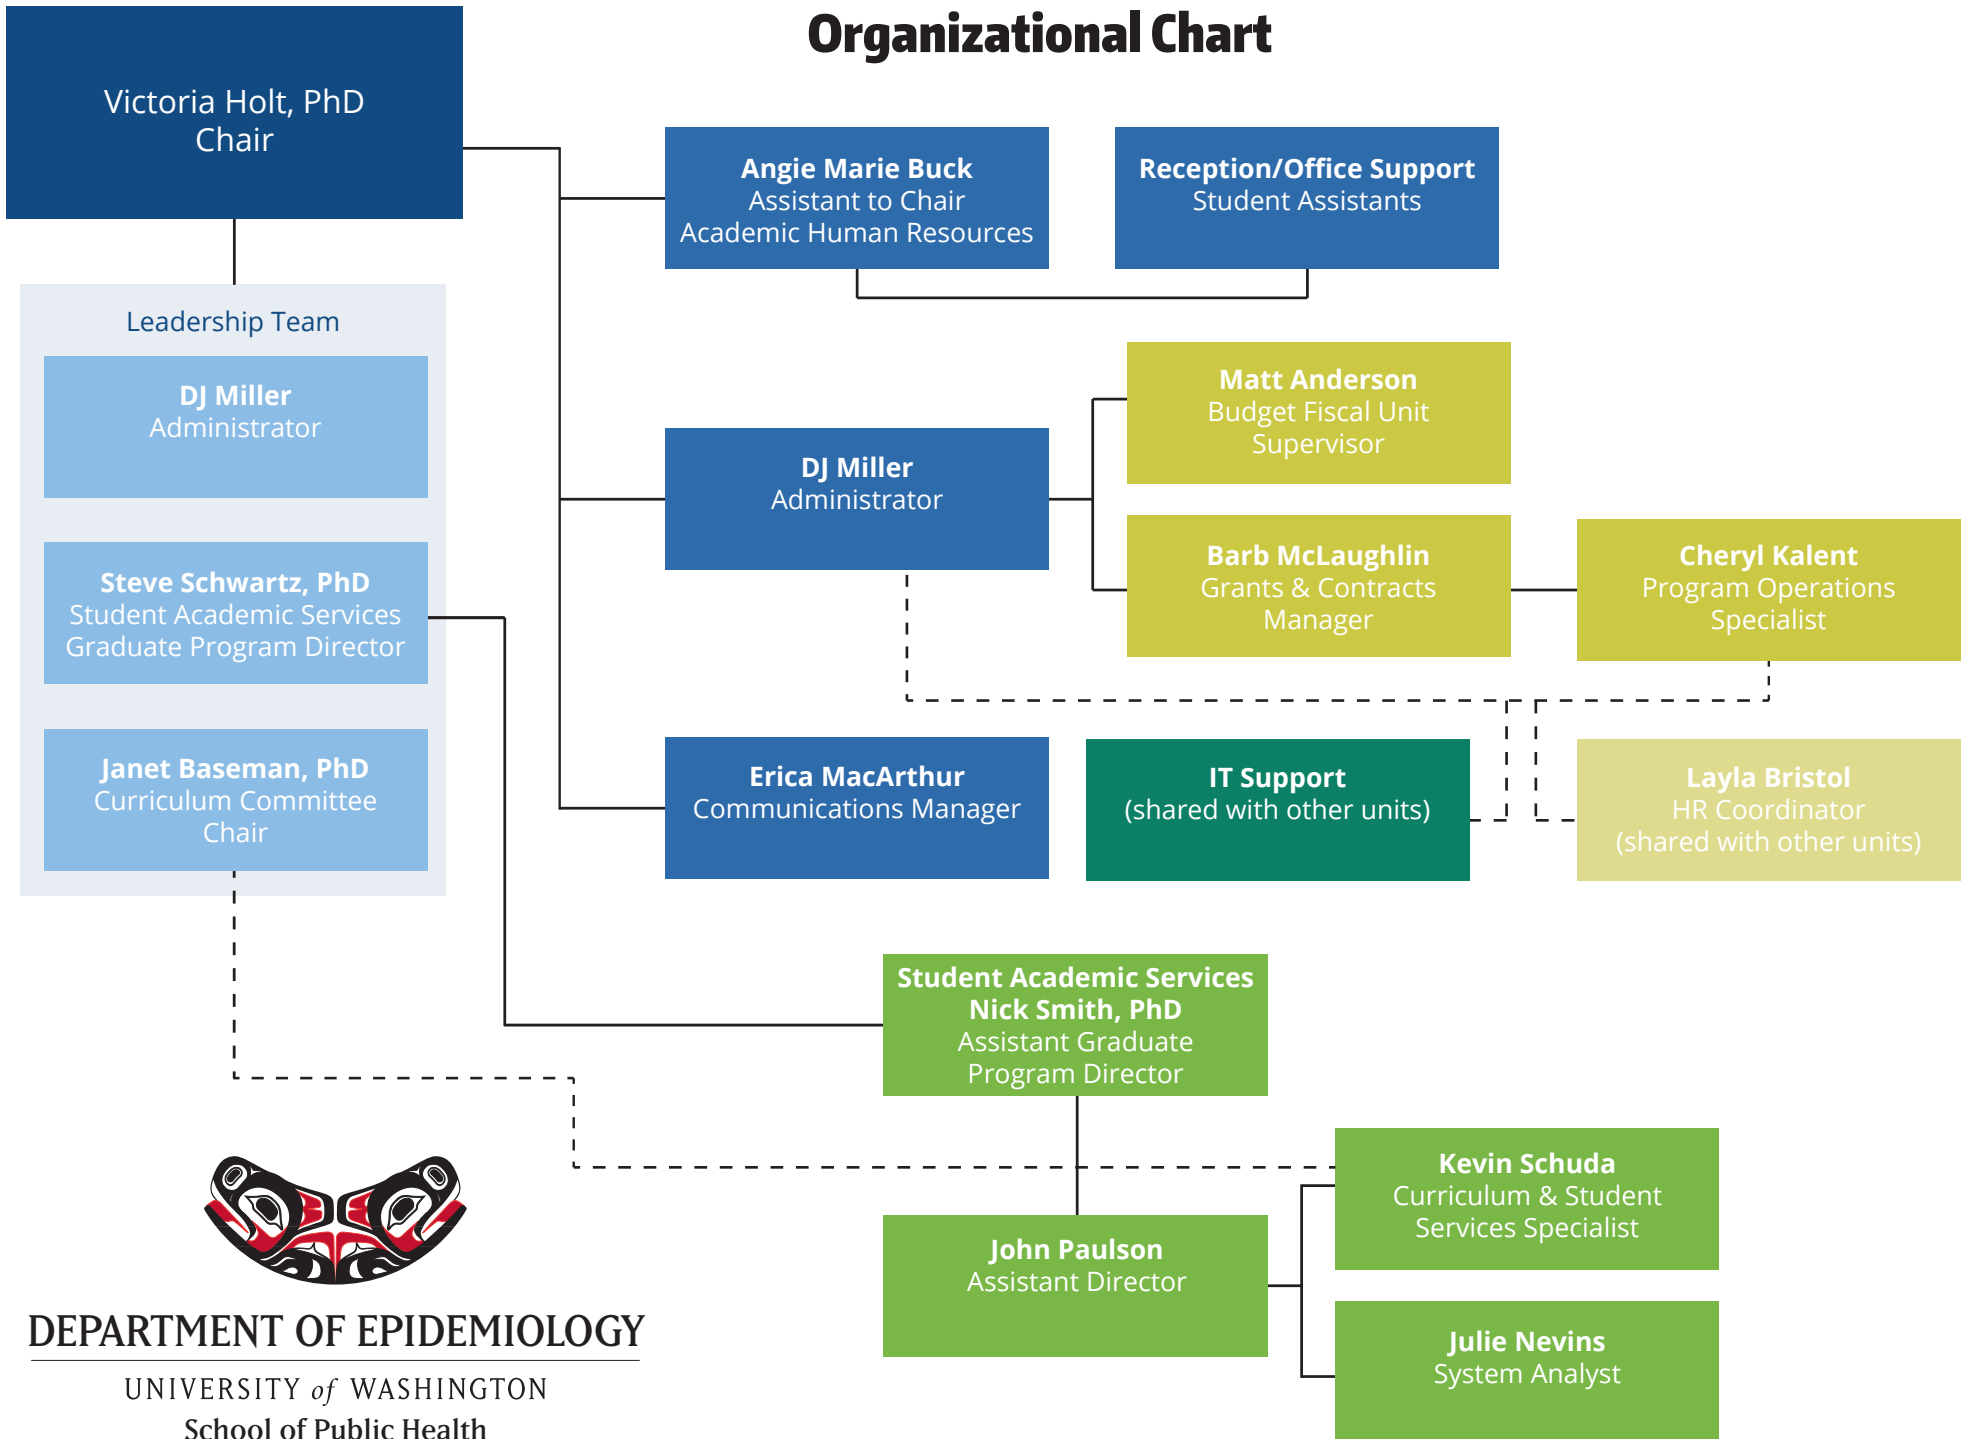 Organizational Chart
Victoria Holt, PhD
Chair
Angie Marie Buck
Assistant to Chair
Academic Human Resources
Reception/Office Support
Student Assistants
Leadership Team
DJ Miller
Administrator
Steve Schwartz, PhD
Student Academic Services
Graduate Program Director
Janet Baseman, PhD
Curriculum Committee
Chair
DJ Miller
Administrator
Matt Anderson
Budget Fiscal Unit
Supervisor
Barb McLaughlin
Grants & Contracts
Manager
Cheryl Kalent
Program Operations
Specialist
Erica MacArthur
Communications Manager
IT Support
(shared with other units)
Layla Bristol
HR Coordinator
(shared with other units)
Student Academic Services
Nick Smith, PhD
Assistant Graduate
Program Director
John Paulson
Assistant Director
Kevin Schuda
Curriculum & Student
Services Specialist
Julie Nevins
System Analyst
DEPARTMENT OF EPIDEMIOLOGY
UNIVERSITY of WASHINGTON
School of Public Health